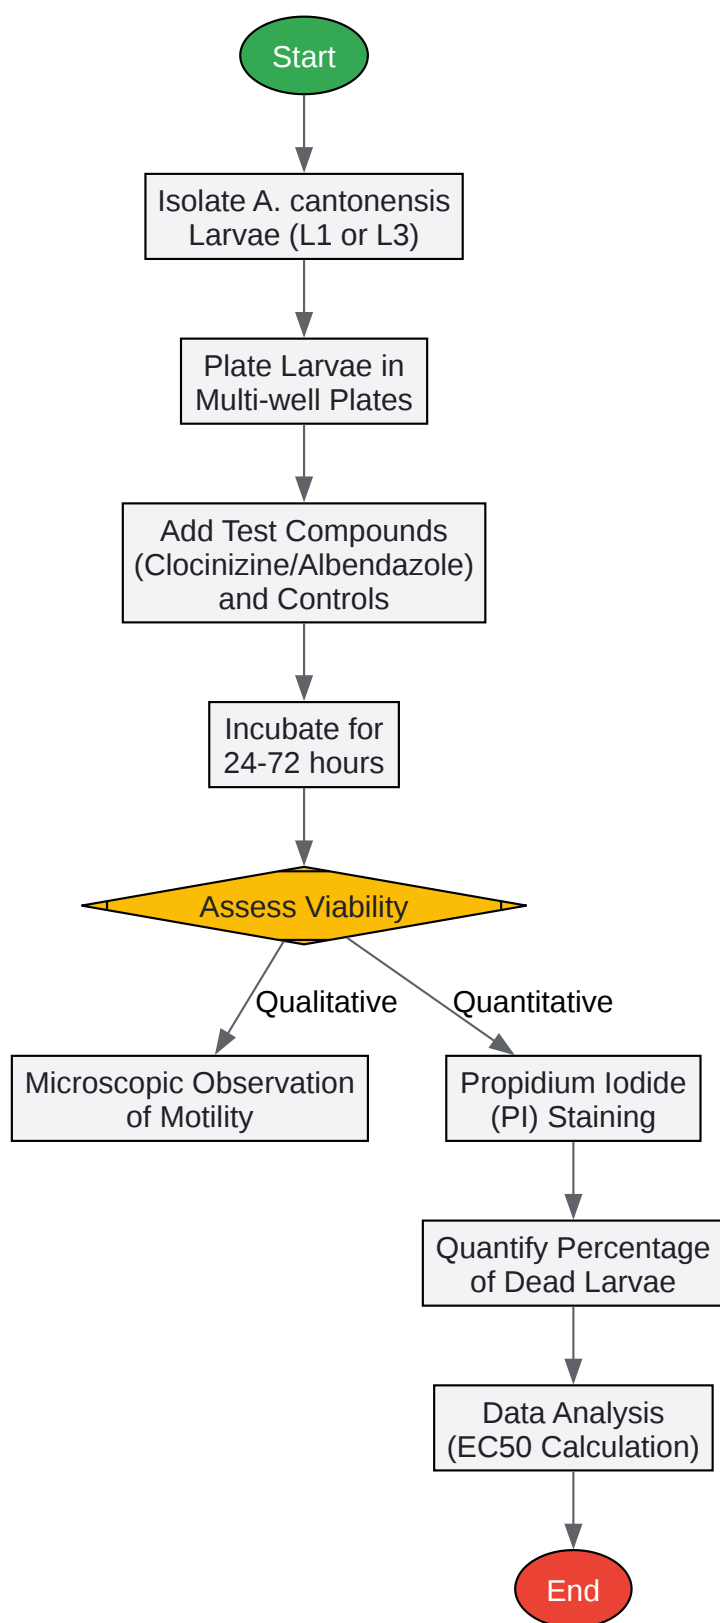 Start
Isolate A. cantonensis
Larvae (L1 or L3)
Plate Larvae in
Multi-well Plates
Add Test Compounds
(Clocinizine/Albendazole)
and Controls
Incubate for
24-72 hours
Assess Viability
Qualitative
Quantitative
Microscopic Observation
of Motility
Propidium Iodide
(PI) Staining
Quantify Percentage
of Dead Larvae
Data Analysis
(EC50 Calculation)
End